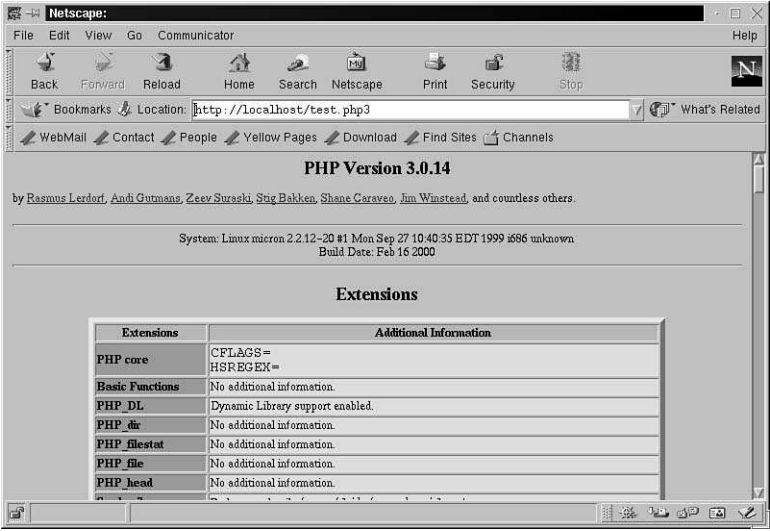 Netscape:
File Edit View Go Communicator Help
Back Forward Reload Home Search Netscape Print Security Stop
My
N
Bookmarks Location: http://localhost/test.php3 What's Related
WebMail Contact People Yellow Pages Download Find Sites Channels
PHP Version 3.0.14
by Rasmus Lerdorf, Andi Gutmans, Zeev Suraski, Stig Bakken, Shane Caraveo, Jim Winstead, and countless others.
System: Linux micron 2.2.12-20 #1 Mon Sep 27 10:40:35 EDT 1999 i686 unknown
Build Date: Feb 16 2000
Extensions
Extensions Additional Information
PHP core CFLAGS=
HSREGEX=
Basic Functions No additional information.
PHP_DL Dynamic Library support enabled.
PHP_dir No additional information.
PHP_filestat No additional information.
PHP_file No additional information.
PHP_head No additional information.